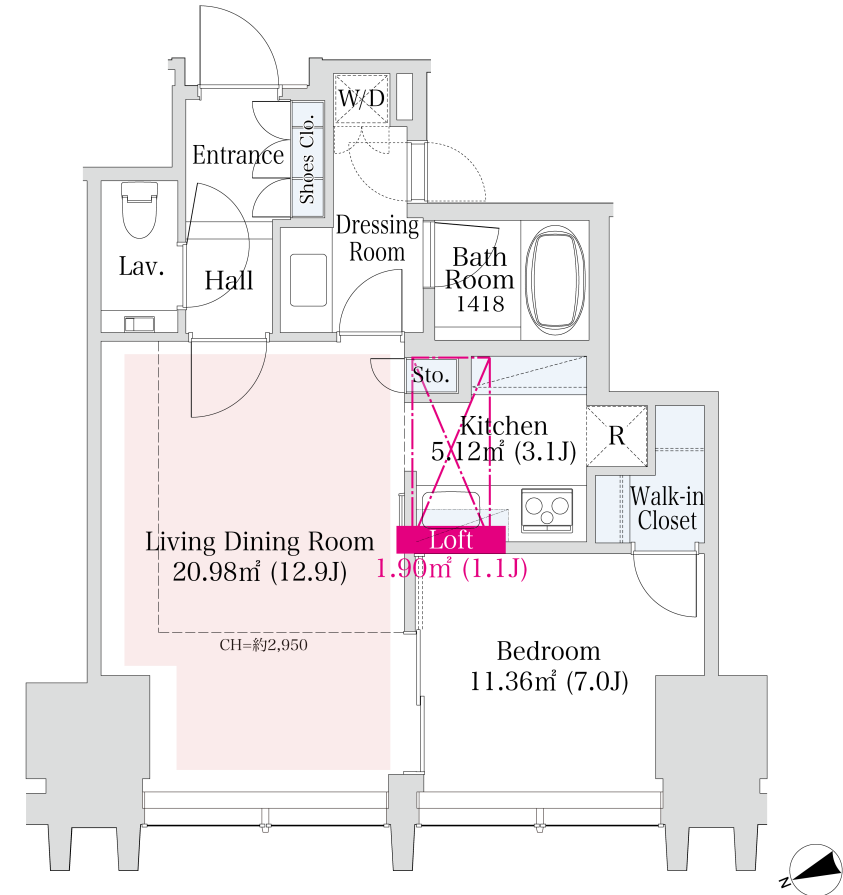 W/D
Entrance
Shoes Clo.
Dressing
Room
Lav.
Hall
Bath
Room
1418
Sto.
Kitchen
5.12㎡ (3.1J)
R
Walk-in
Closet
Living Dining Room
20.98㎡ (12.9J)
Loft
1.90㎡ (1.1J)
CH=約2,950
Bedroom
11.36㎡ (7.0J)
N